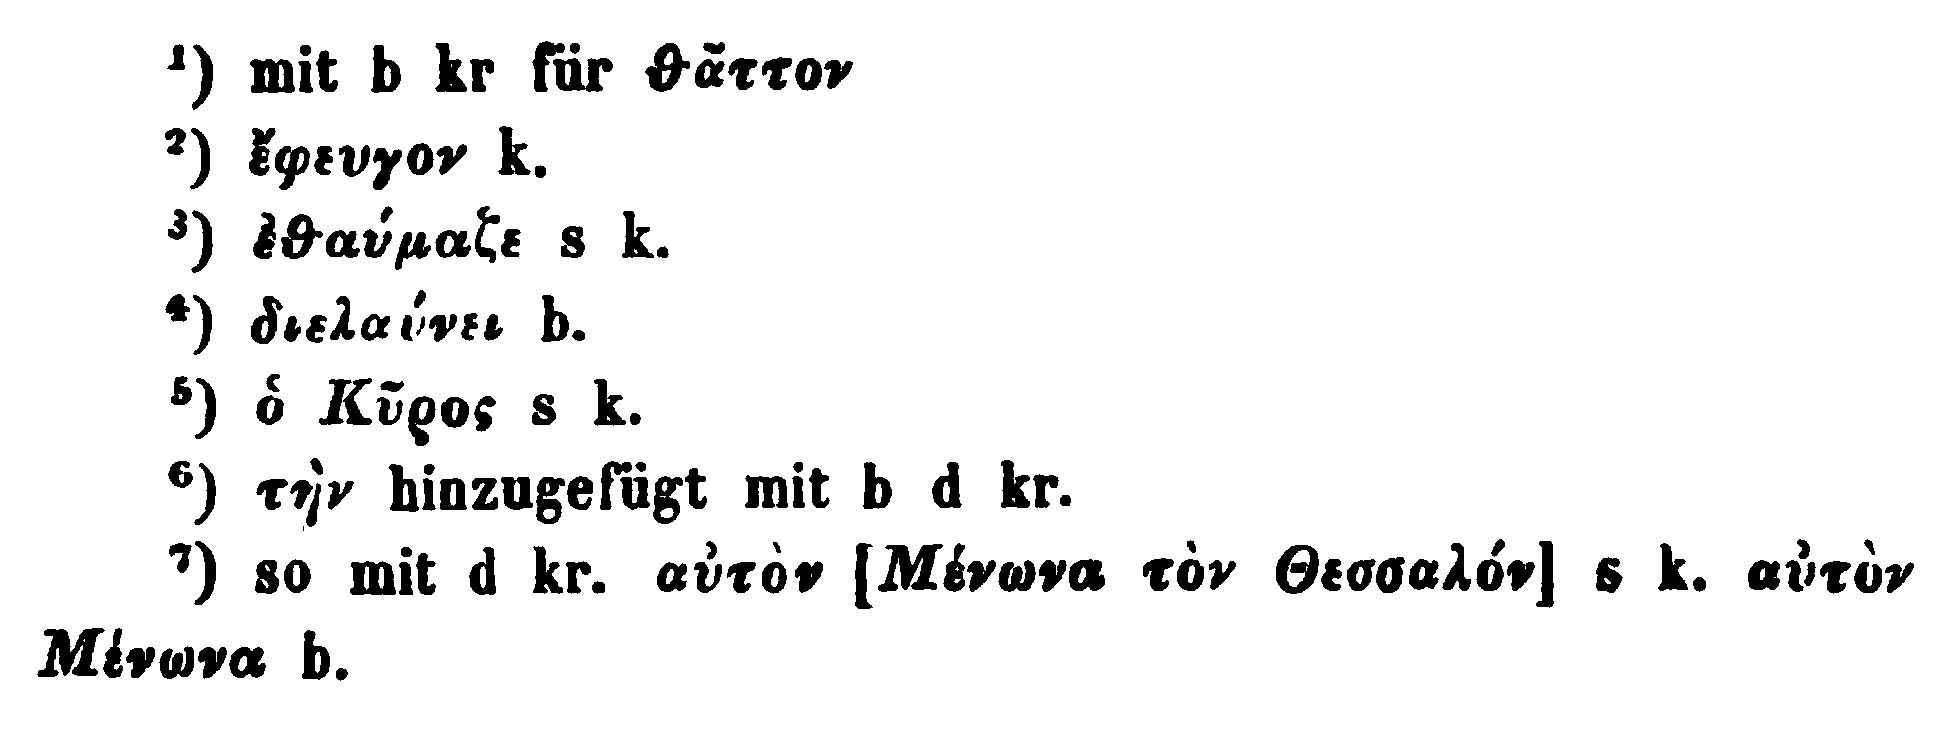 ¹) mit b kr für θᾶττον
²) ἔφευγον k.
³) ἐθαύμαζε s k.
⁴) διελαύνει b.
⁵) ὁ Κῦρος s k.
⁶) τὴν hinzugefügt mit b d kr.
⁷) so mit d kr. αὐτὸν [Μένωνα τὸν Θεσσαλόν] s k. αὐτὸν
Μένωνα b.